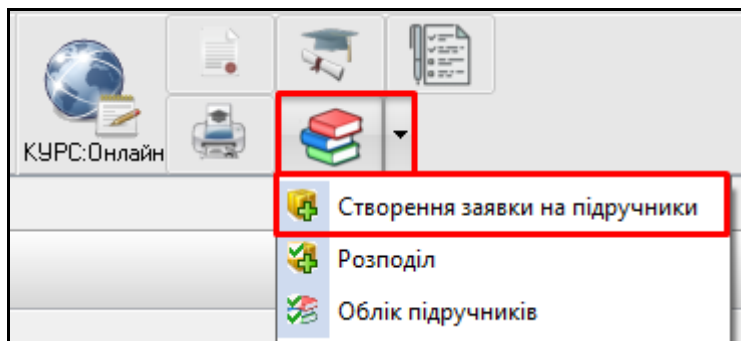 КУРС:Онлайн
Створення заявки на підручники
Розподіл
Облік підручників